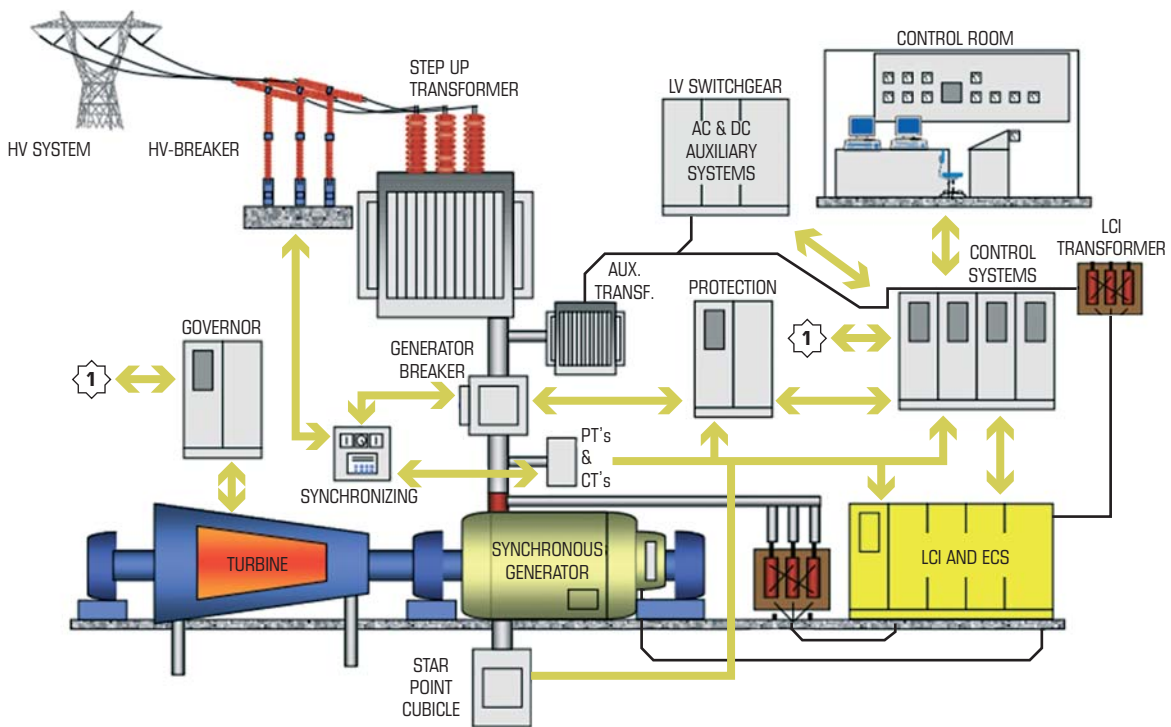 CONTROL ROOM
STEP UP
TRANSFORMER
LV SWITCHGEAR
HV SYSTEM
HV-BREAKER
AC & DC
AUXILIARY
SYSTEMS
LCI
TRANSFORMER
CONTROL
SYSTEMS
AUX.
TRANSF.
PROTECTION
GOVERNOR
1
GENERATOR
BREAKER
1
SYNCHRONIZING
PT's
&
CT's
TURBINE
SYNCHRONOUS
GENERATOR
LCI AND ECS
STAR
POINT
CUBICLE